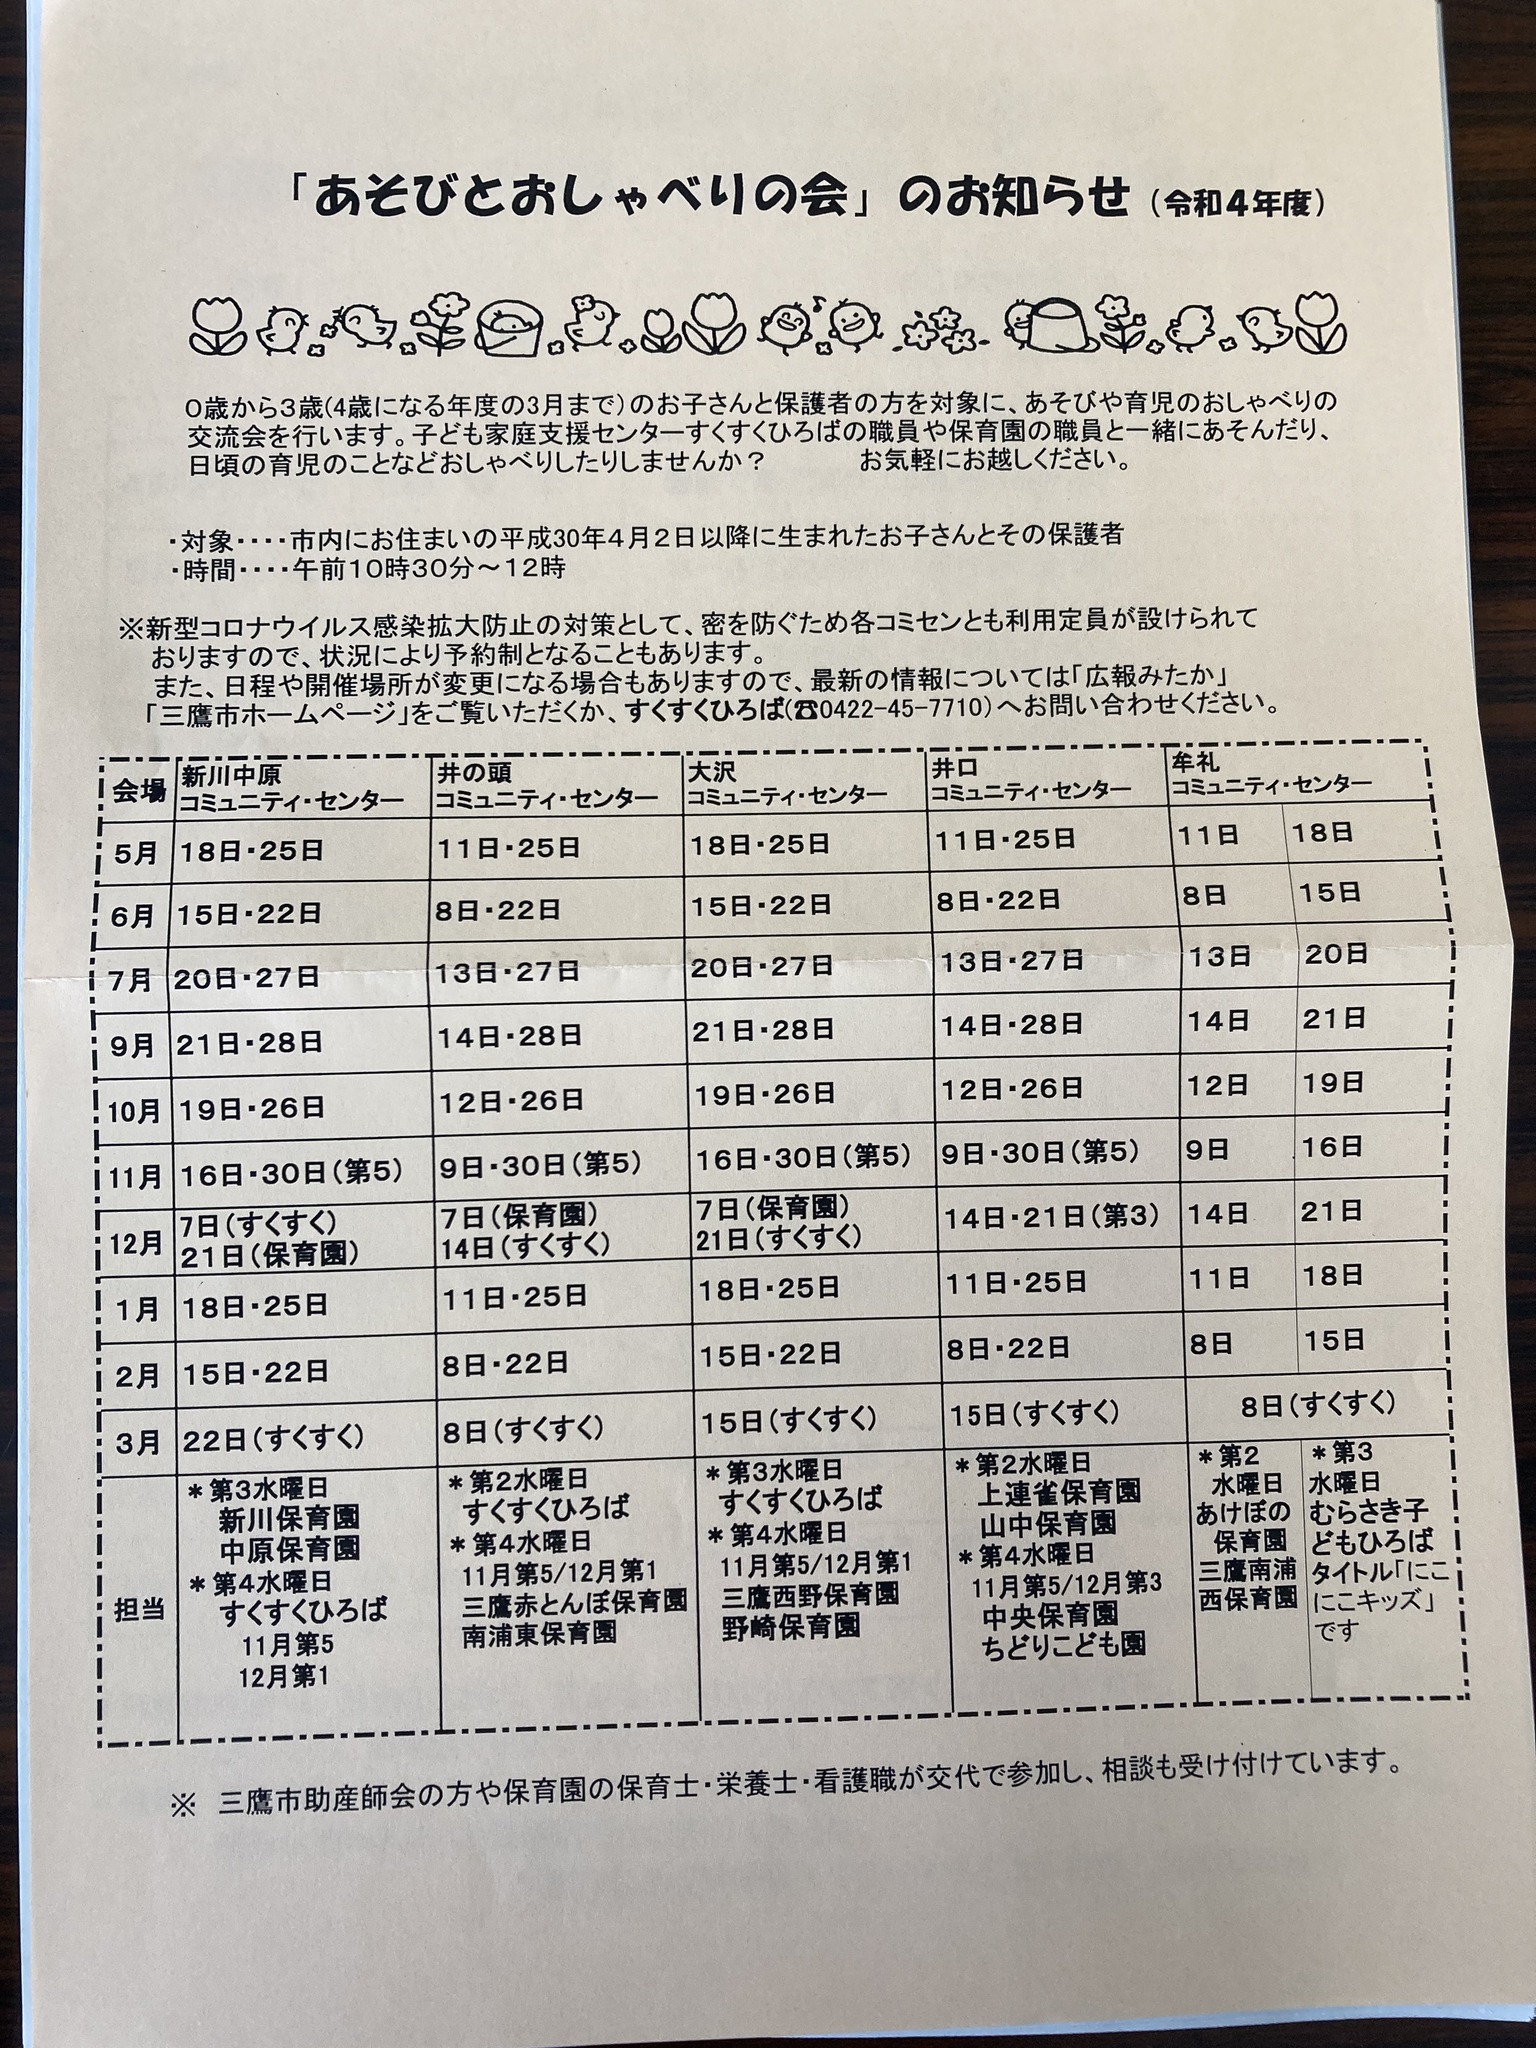 「あそびとおしゃべりの会」のお知らせ（令和４年度）
０歳から３歳(4歳になる年度の3月まで)のお子さんと保護者の方を対象に、あそびや育児のおしゃべりの
交流会を行います。子ども家庭支援センターすくすくひろばの職員や保育園の職員と一緒にあそんだり、
日頃の育児のことなどおしゃべりしたりしませんか？　　　お気軽にお越しください。
・対象・・・・市内にお住まいの平成30年４月２日以降に生まれたお子さんとその保護者
・時間・・・・午前１０時３０分～１２時
※新型コロナウイルス感染拡大防止の対策として、密を防ぐため各コミセンとも利用定員が設けられて
おりますので、状況により予約制となることもあります。
また、日程や開催場所が変更になる場合もありますので、最新の情報については「広報みたか」
「三鷹市ホームページ」をご覧いただくか、すくすくひろば(☎0422-45-7710)へお問い合わせください。
会場 新川中原 コミュニティ・センター 井の頭 コミュニティ・センター 大沢 コミュニティ・センター 井口 コミュニティ・センター 牟礼 コミュニティ・センター
５月 18日・25日 11日・25日 18日・25日 11日・25日 11日 18日
６月 15日・22日 8日・22日 15日・22日 8日・22日 8日 15日
７月 20日・27日 13日・27日 20日・27日 13日・27日 13日 20日
９月 21日・28日 14日・28日 21日・28日 14日・28日 14日 21日
10月 19日・26日 12日・26日 19日・26日 12日・26日 12日 19日
11月 16日・30日（第５） 9日・30日（第５） 16日・30日（第５） 9日・30日（第５） 9日 16日
12月 7日（すくすく） 21日（保育園） 7日（保育園） 14日（すくすく） 7日（保育園） 21日（すくすく） 14日・21日（第３） 14日 21日
１月 18日・25日 11日・25日 18日・25日 11日・25日 11日 18日
２月 15日・22日 8日・22日 15日・22日 8日・22日 8日 15日
３月 22日（すくすく） 8日（すくすく） 15日（すくすく） 15日（すくすく） 8日（すくすく）
担当
＊第３水曜日
新川保育園
中原保育園
＊第４水曜日
すくすくひろば
11月第５
12月第１
＊第２水曜日
すくすくひろば
＊第４水曜日
11月第5/12月第1
三鷹赤とんぼ保育園
南浦東保育園
＊第３水曜日
すくすくひろば
＊第４水曜日
11月第5/12月第1
三鷹西野保育園
野崎保育園
＊第２水曜日
上連雀保育園
山中保育園
＊第４水曜日
11月第5/12月第3
中央保育園
ちどりこども園
＊第２
水曜日
あけぼの
保育園
三鷹南浦
西保育園
＊第３
水曜日
むらさき子
どもひろば
タイトル「にこ
にこキッズ」
です
※　三鷹市助産師会の方や保育園の保育士・栄養士・看護職が交代で参加し、相談も受け付けています。